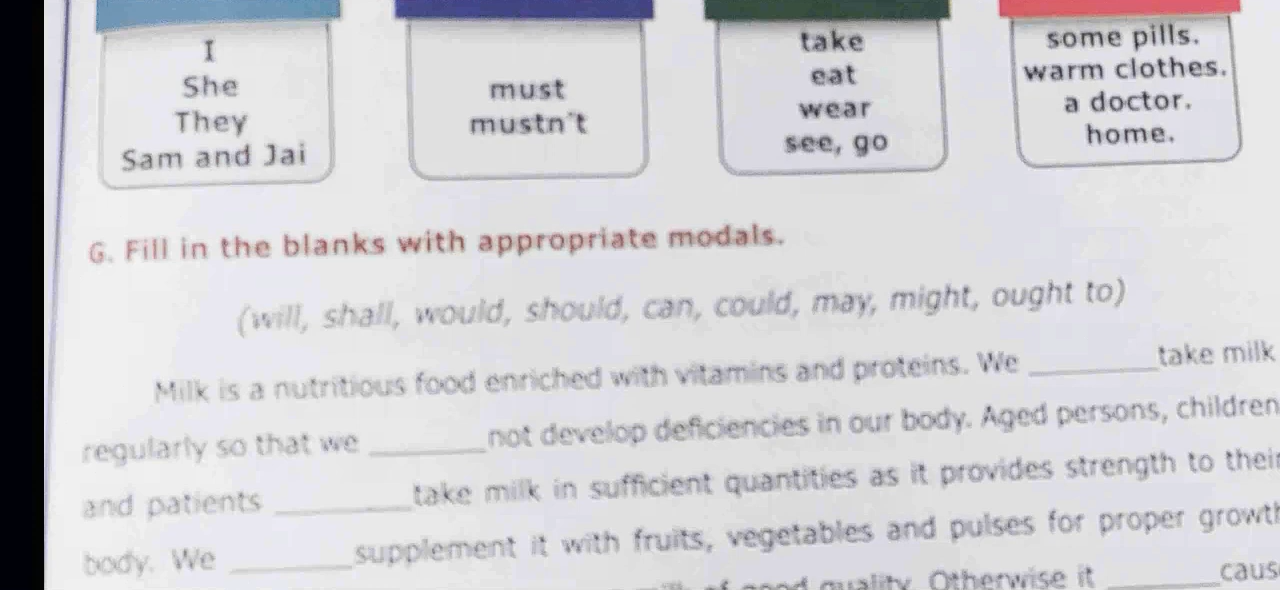 I
She
They
Sam and Jai
must
mustn't
take
eat
wear
see, go
some pills.
warm clothes.
a doctor.
home.
G. Fill in the blanks with appropriate modals.
(will, shall, would, should, can, could, may, might, ought to)
Milk is a nutritious food enriched with vitamins and proteins. We ________ take milk
regularly so that we ________ not develop deficiencies in our body. Aged persons, children
and patients ________ take milk in sufficient quantities as it provides strength to their
body. We ________ supplement it with fruits, vegetables and pulses for proper growth
of good quality. Otherwise it ________ caus